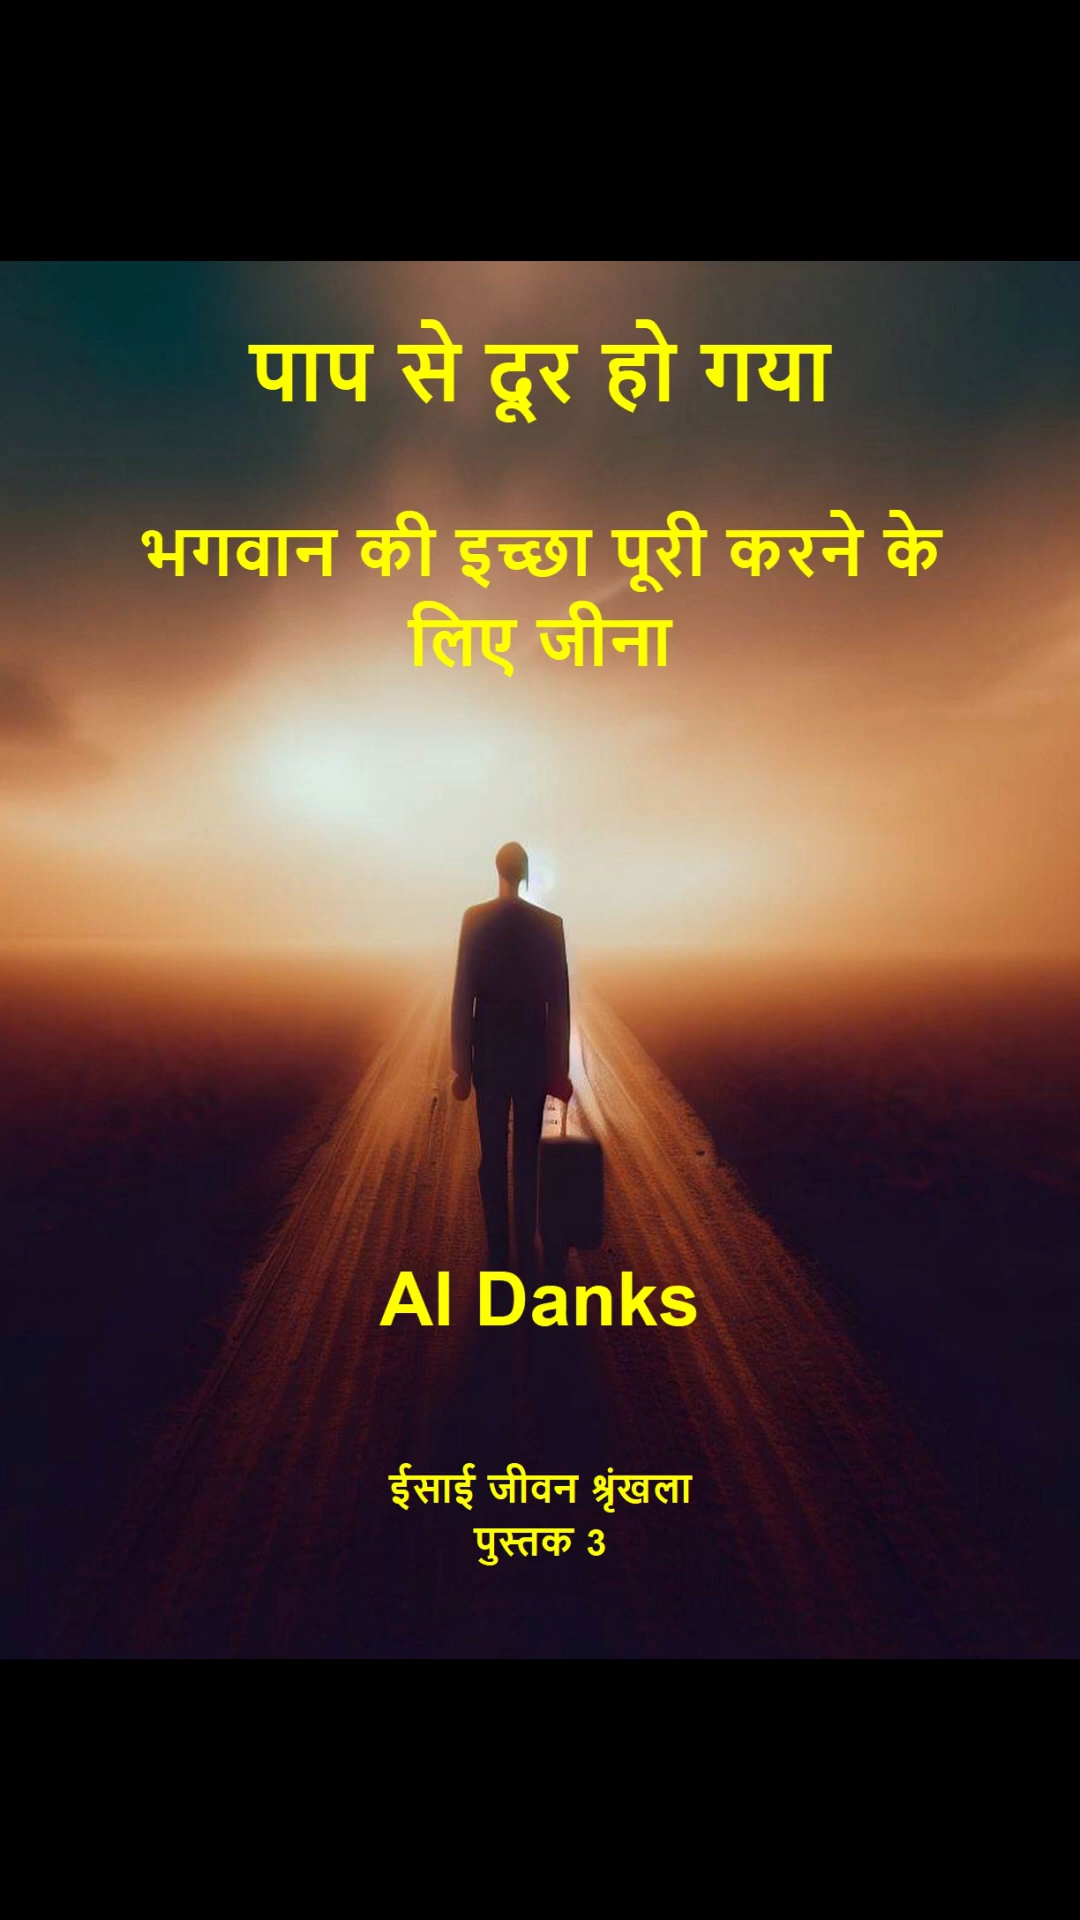 पाप से दूर हो गया
भगवान की इच्छा पूरी करने के
लिए जीना
Al Danks
ईसाई जीवन श्रृंखला
पुस्तक 3